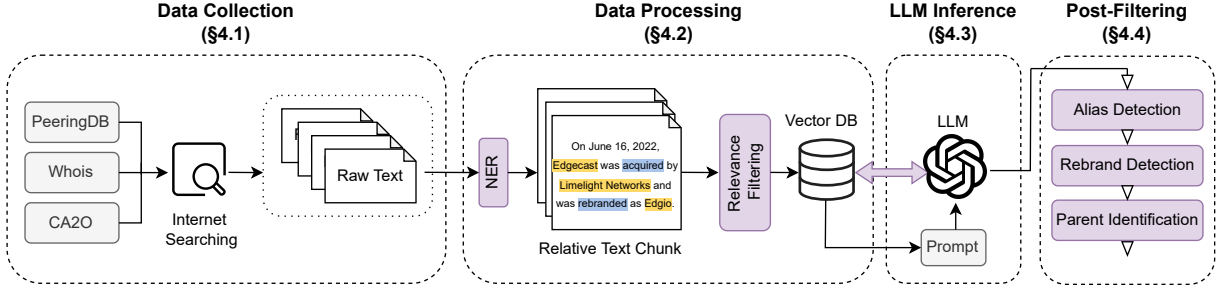 Data Collection
(§4.1)
Data Processing
(§4.2)
LLM Inference
(§4.3)
Post-Filtering
(§4.4)
PeeringDB
Whois
CA2O
Internet
Searching
Raw Text
NER
On June 16, 2022,
Edgecast was acquired by
Limelight Networks and
was rebranded as Edgio.
Relative Text Chunk
Relevance
Filtering
Vector DB
LLM
Prompt
Alias Detection
Rebrand Detection
Parent Identification